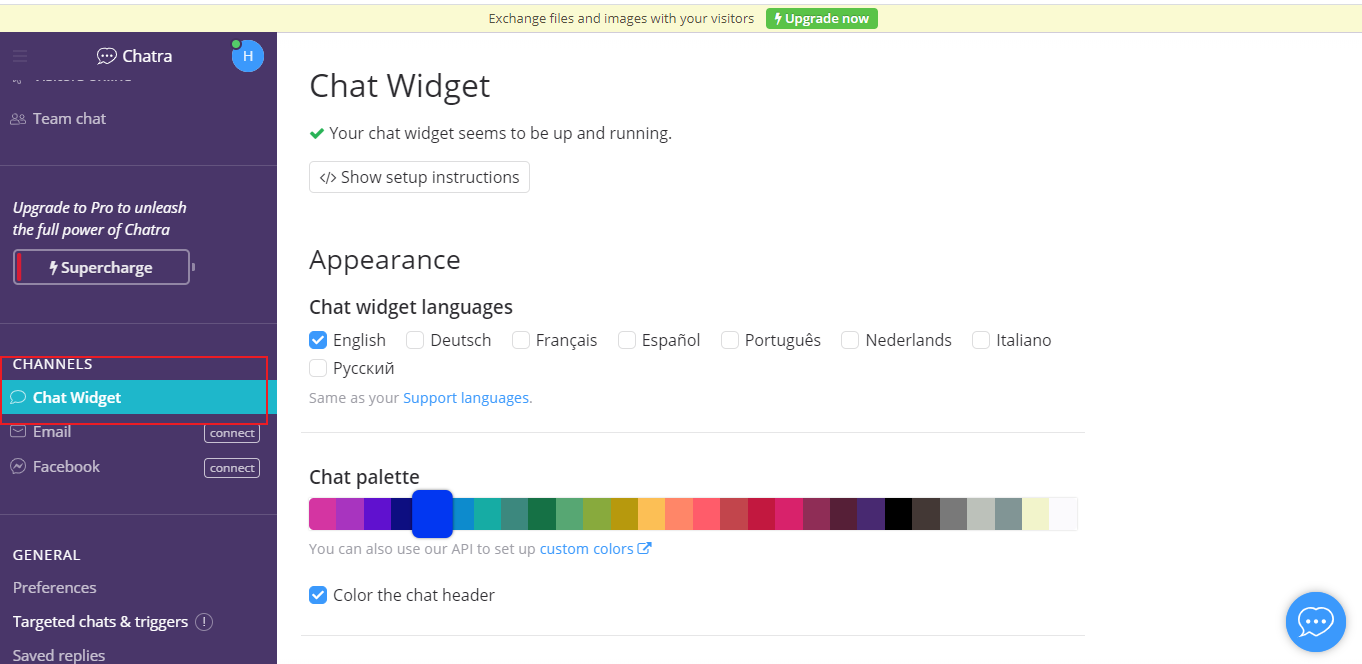 Exchange files and images with your visitors Upgrade now
Chatra H
Team chat
Upgrade to Pro to unleash
the full power of Chatra
Supercharge
CHANNELS
Chat Widget
Email connect
Facebook connect
GENERAL
Preferences
Targeted chats & triggers !
Saved replies
Chat Widget
Your chat widget seems to be up and running.
</> Show setup instructions
Appearance
Chat widget languages
English Deutsch Français Español Português Nederlands Italiano
Русский
Same as your Support languages.
Chat palette
You can also use our API to set up custom colors
Color the chat header